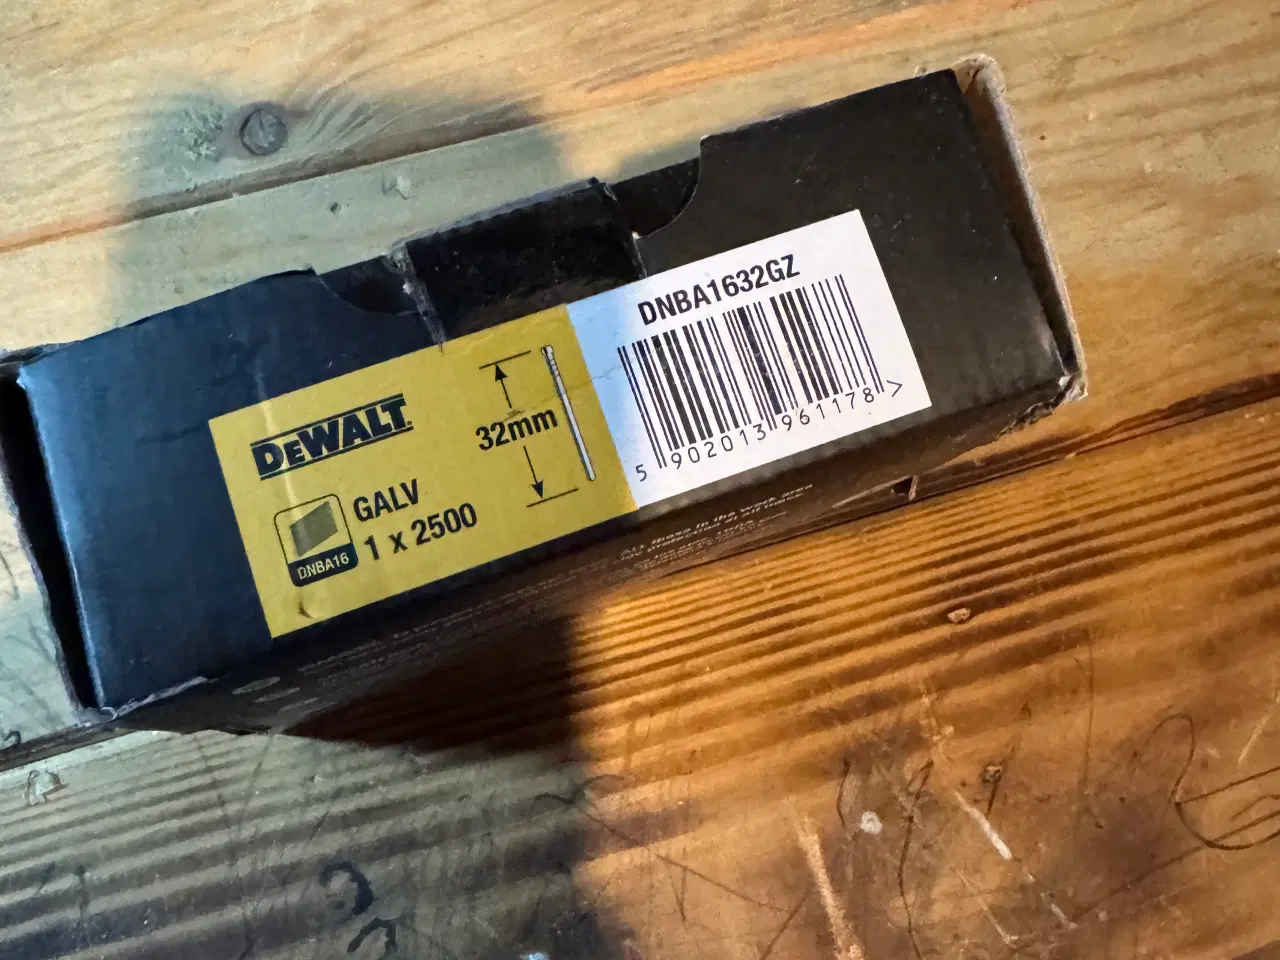 DEWALT
GALV
1 x 2500
DNBA16
32mm
DNBA1632GZ
5 902013 961178 >